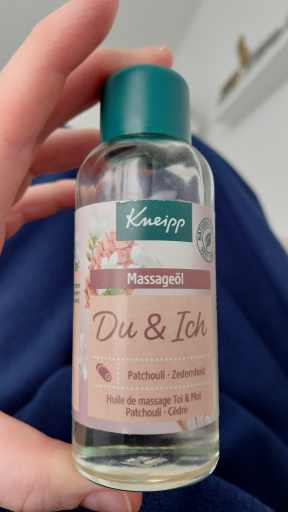 Kneipp
Massageöl
Du & Ich
Patchouli · Zedernholz
Huile de massage Toi & Moi
Patchouli · Cèdre